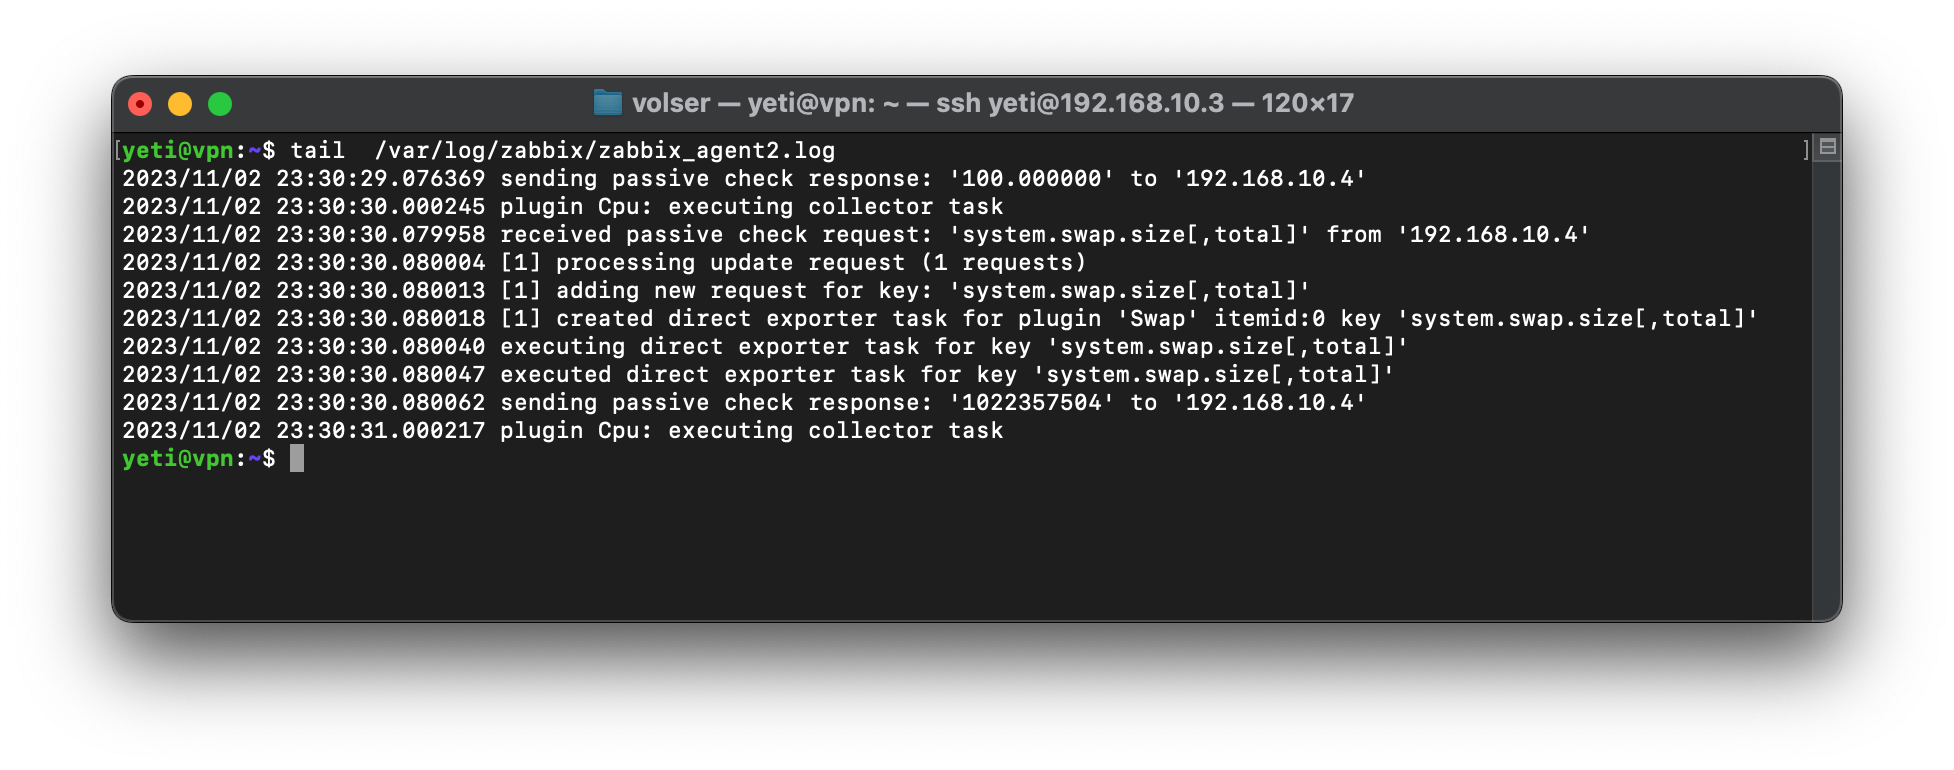 volser — yeti@vpn: ~ — ssh yeti@192.168.10.3 — 120×17
[yeti@vpn:~$ tail  /var/log/zabbix/zabbix_agent2.log ]
2023/11/02 23:30:29.076369 sending passive check response: '100.000000' to '192.168.10.4'
2023/11/02 23:30:30.000245 plugin Cpu: executing collector task
2023/11/02 23:30:30.079958 received passive check request: 'system.swap.size[,total]' from '192.168.10.4'
2023/11/02 23:30:30.080004 [1] processing update request (1 requests)
2023/11/02 23:30:30.080013 [1] adding new request for key: 'system.swap.size[,total]'
2023/11/02 23:30:30.080018 [1] created direct exporter task for plugin 'Swap' itemid:0 key 'system.swap.size[,total]'
2023/11/02 23:30:30.080040 executing direct exporter task for key 'system.swap.size[,total]'
2023/11/02 23:30:30.080047 executed direct exporter task for key 'system.swap.size[,total]'
2023/11/02 23:30:30.080062 sending passive check response: '1022357504' to '192.168.10.4'
2023/11/02 23:30:31.000217 plugin Cpu: executing collector task
yeti@vpn:~$